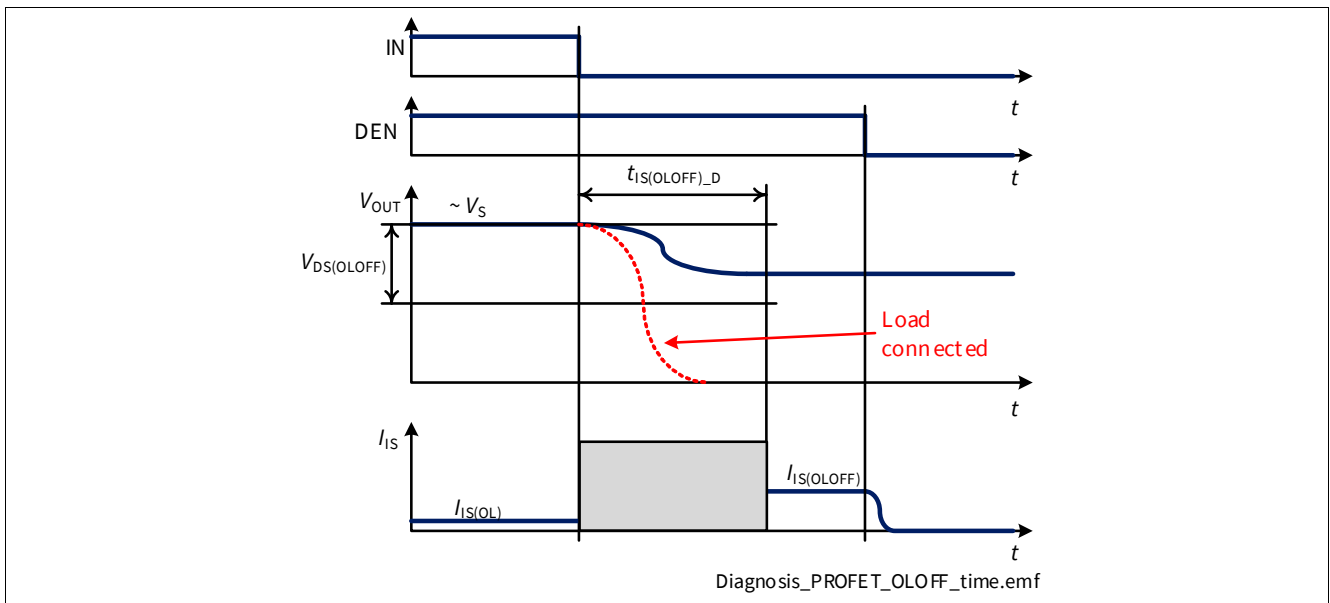 IN
t
DEN
t
tIS(OLOFF)_D
VOUT
~ VS
VDS(OLOFF)
Load
connected
t
IIS
IIS(OLOFF)
IIS(OL)
t
Diagnosis_PROFET_OLOFF_time.emf